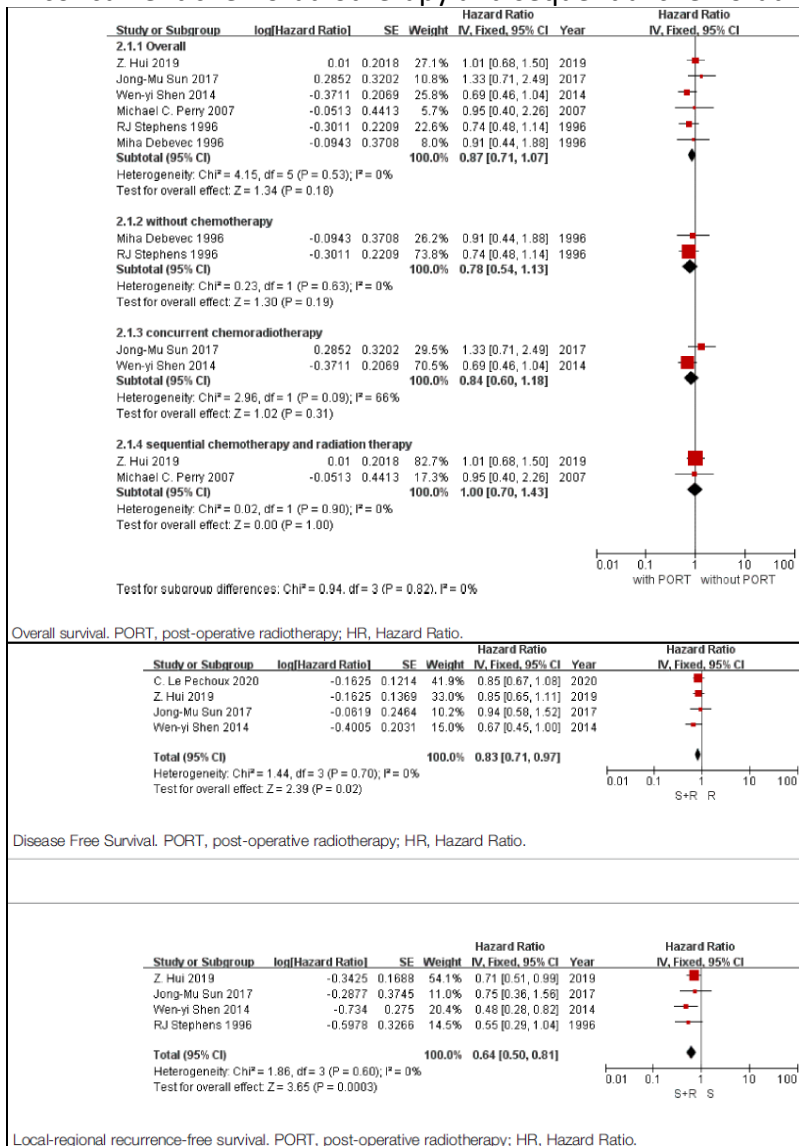 Hazard Ratio Hazard Ratio
Study or Subgroup log[Hazard Ratio] SE Weight IV, Fixed, 95% CI Year IV, Fixed, 95% CI
2.1.1 Overall
Z. Hui 2019 0.01 0.2018 27.1% 1.01 [0.68, 1.50] 2019
Jong-Mu Sun 2017 0.2852 0.3202 10.8% 1.33 [0.71, 2.49] 2017
Wen-yi Shen 2014 -0.3711 0.2069 25.8% 0.69 [0.46, 1.04] 2014
Michael C. Perry 2007 -0.0513 0.4413 5.7% 0.95 [0.40, 2.26] 2007
RJ Stephens 1996 -0.3011 0.2209 22.6% 0.74 [0.48, 1.14] 1996
Miha Debevec 1996 -0.0943 0.3708 8.0% 0.91 [0.44, 1.88] 1996
Subtotal (95% CI) 100.0% 0.87 [0.71, 1.07]
Heterogeneity: Chi² = 4.15, df = 5 (P = 0.53); I² = 0%
Test for overall effect: Z = 1.34 (P = 0.18)
2.1.2 without chemotherapy
Miha Debevec 1996 -0.0943 0.3708 26.2% 0.91 [0.44, 1.88] 1996
RJ Stephens 1996 -0.3011 0.2209 73.8% 0.74 [0.48, 1.14] 1996
Subtotal (95% CI) 100.0% 0.78 [0.54, 1.13]
Heterogeneity: Chi² = 0.23, df = 1 (P = 0.63); I² = 0%
Test for overall effect: Z = 1.30 (P = 0.19)
2.1.3 concurrent chemoradiotherapy
Jong-Mu Sun 2017 0.2852 0.3202 29.5% 1.33 [0.71, 2.49] 2017
Wen-yi Shen 2014 -0.3711 0.2069 70.5% 0.69 [0.46, 1.04] 2014
Subtotal (95% CI) 100.0% 0.84 [0.60, 1.18]
Heterogeneity: Chi² = 2.96, df = 1 (P = 0.09); I² = 66%
Test for overall effect: Z = 1.02 (P = 0.31)
2.1.4 sequential chemotherapy and radiation therapy
Z. Hui 2019 0.01 0.2018 82.7% 1.01 [0.68, 1.50] 2019
Michael C. Perry 2007 -0.0513 0.4413 17.3% 0.95 [0.40, 2.26] 2007
Subtotal (95% CI) 100.0% 1.00 [0.70, 1.43]
Heterogeneity: Chi² = 0.02, df = 1 (P = 0.90); I² = 0%
Test for overall effect: Z = 0.00 (P = 1.00)
0.01 0.1 1 10 100
with PORT without PORT
Test for subgroup differences: Chi² = 0.94. df = 3 (P = 0.82). I² = 0%
Overall survival. PORT, post-operative radiotherapy; HR, Hazard Ratio.
Hazard Ratio Hazard Ratio
Study or Subgroup log[Hazard Ratio] SE Weight IV, Fixed, 95% CI Year IV, Fixed, 95% CI
C. Le Pechoux 2020 -0.1625 0.1214 41.9% 0.85 [0.67, 1.08] 2020
Z. Hui 2019 -0.1625 0.1369 33.0% 0.85 [0.65, 1.11] 2019
Jong-Mu Sun 2017 -0.0619 0.2464 10.2% 0.94 [0.58, 1.52] 2017
Wen-yi Shen 2014 -0.4005 0.2031 15.0% 0.67 [0.45, 1.00] 2014
Total (95% CI) 100.0% 0.83 [0.71, 0.97]
Heterogeneity: Chi² = 1.44, df = 3 (P = 0.70); I² = 0%
Test for overall effect: Z = 2.39 (P = 0.02)
0.01 0.1 1 10 100
S+R R
Disease Free Survival. PORT, post-operative radiotherapy; HR, Hazard Ratio.
Hazard Ratio Hazard Ratio
Study or Subgroup log[Hazard Ratio] SE Weight IV, Fixed, 95% CI Year IV, Fixed, 95% CI
Z. Hui 2019 -0.3425 0.1688 54.1% 0.71 [0.51, 0.99] 2019
Jong-Mu Sun 2017 -0.2877 0.3745 11.0% 0.75 [0.36, 1.56] 2017
Wen-yi Shen 2014 -0.734 0.275 20.4% 0.48 [0.28, 0.82] 2014
RJ Stephens 1996 -0.5978 0.3266 14.5% 0.55 [0.29, 1.04] 1996
Total (95% CI) 100.0% 0.64 [0.50, 0.81]
Heterogeneity: Chi² = 1.86, df = 3 (P = 0.60); I² = 0%
Test for overall effect: Z = 3.65 (P = 0.0003)
0.01 0.1 1 10 100
S+R S
Local-regional recurrence-free survival. PORT, post-operative radiotherapy; HR, Hazard Ratio.